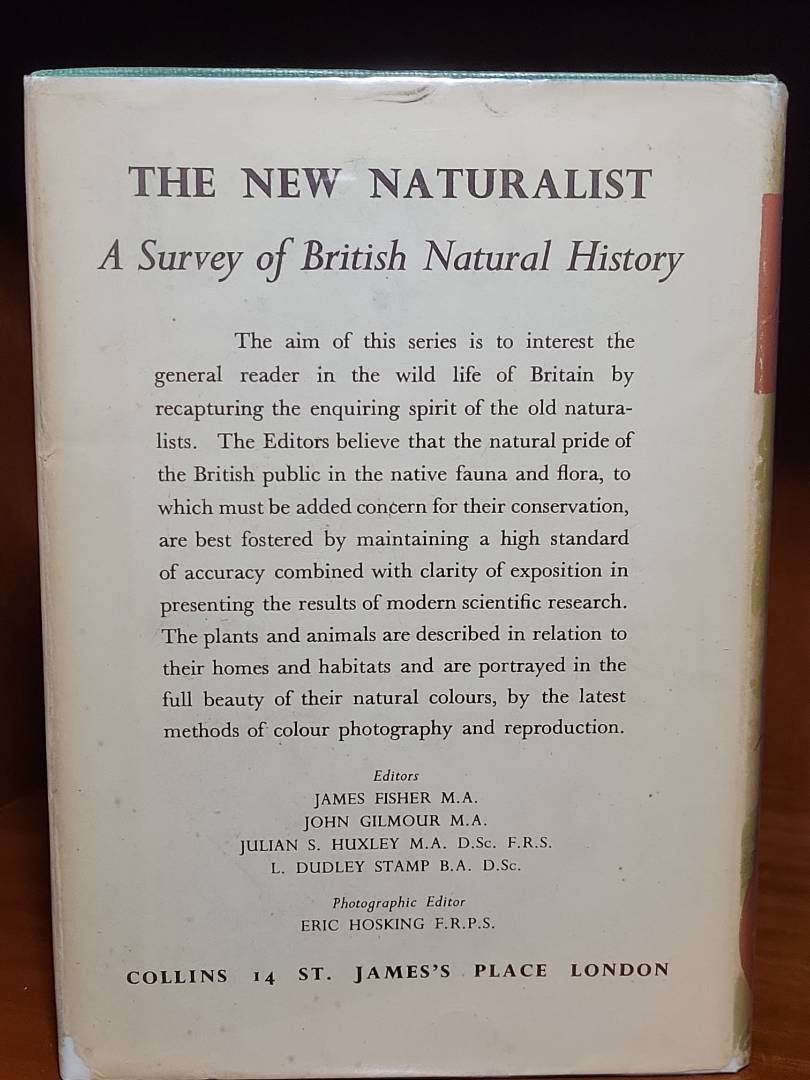 THE NEW NATURALIST
A Survey of British Natural History
The aim of this series is to interest the
general reader in the wild life of Britain by
recapturing the enquiring spirit of the old natura-
lists. The Editors believe that the natural pride of
the British public in the native fauna and flora, to
which must be added concern for their conservation,
are best fostered by maintaining a high standard
of accuracy combined with clarity of exposition in
presenting the results of modern scientific research.
The plants and animals are described in relation to
their homes and habitats and are portrayed in the
full beauty of their natural colours, by the latest
methods of colour photography and reproduction.
Editors
JAMES FISHER M.A.
JOHN GILMOUR M.A.
JULIAN S. HUXLEY M.A. D.Sc. F.R.S.
L. DUDLEY STAMP B.A. D.Sc.
Photographic Editor
ERIC HOSKING F.R.P.S.
COLLINS 14 ST. JAMES'S PLACE LONDON